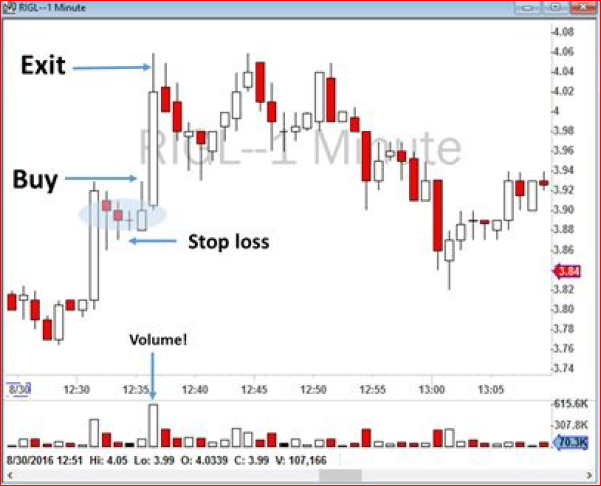 RIGL--1 Minute
4.08
4.06
4.04
4.02
4
3.98
3.96
3.94
3.92
3.90
3.88
3.86
3.84
3.82
3.80
3.78
3.76
3.74
Exit
RIGL--1 Minute
Buy
Stop loss
Volume!
8/30 12:30 12:35 12:40 12:45 12:50 12:55 13:00 13:05
615.6K
307.8K
70.3K
8/30/2016 12:51 Hi: 4.05 Lo: 3.99 O: 4.0339 C: 3.99 V: 107,166